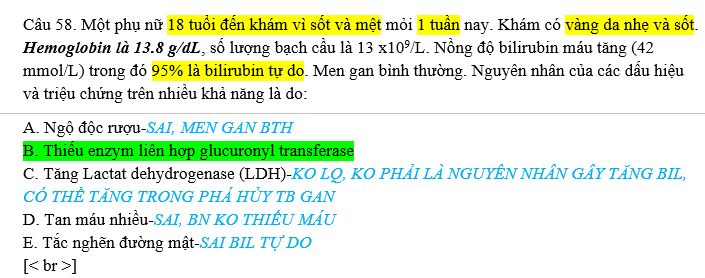 Câu 58. Một phụ nữ 18 tuổi đến khám vì sốt và mệt mỏi 1 tuần nay. Khám có vàng da nhẹ và sốt.
Hemoglobin là 13.8 g/dL, số lượng bạch cầu là 13 x10⁹/L. Nồng độ bilirubin máu tăng (42
mmol/L) trong đó 95% là bilirubin tự do. Men gan bình thường. Nguyên nhân của các dấu hiệu
và triệu chứng trên nhiều khả năng là do:
A. Ngộ độc rượu-SAI, MEN GAN BTH
B. Thiếu enzym liên hợp glucuronyl transferase
C. Tăng Lactat dehydrogenase (LDH)-KO LQ, KO PHẢI LÀ NGUYÊN NHÂN GÂY TĂNG BIL,
CÓ THỂ TĂNG TRONG PHÁ HỦY TB GAN
D. Tan máu nhiều-SAI, BN KO THIẾU MÁU
E. Tắc nghẽn đường mật-SAI BIL TỰ DO
[< br >]